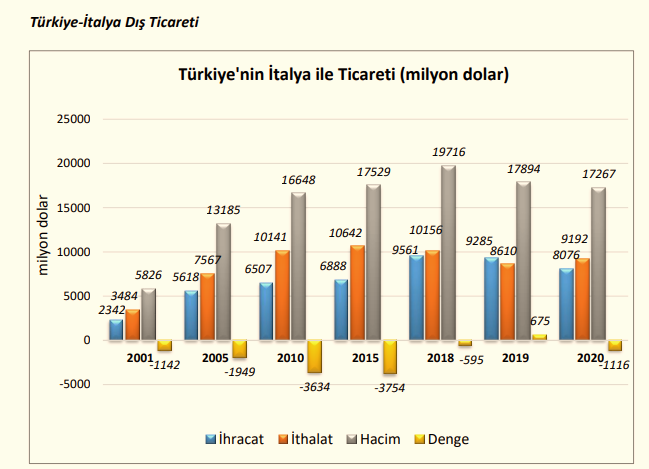 Türkiye-İtalya Dış Ticareti
Türkiye'nin İtalya ile Ticareti (milyon dolar)
milyon dolar
25000
20000
15000
10000
5000
0
-5000
2342 3484 5826 -1142
5618 7567 13185 -1949
6507 10141 16648 -3634
6888 10642 17529 -3754
9561 10156 19716 -595
9285 8610 17894 675
8076 9192 17267 -1116
2001 2005 2010 2015 2018 2019 2020
İhracat İthalat Hacim Denge